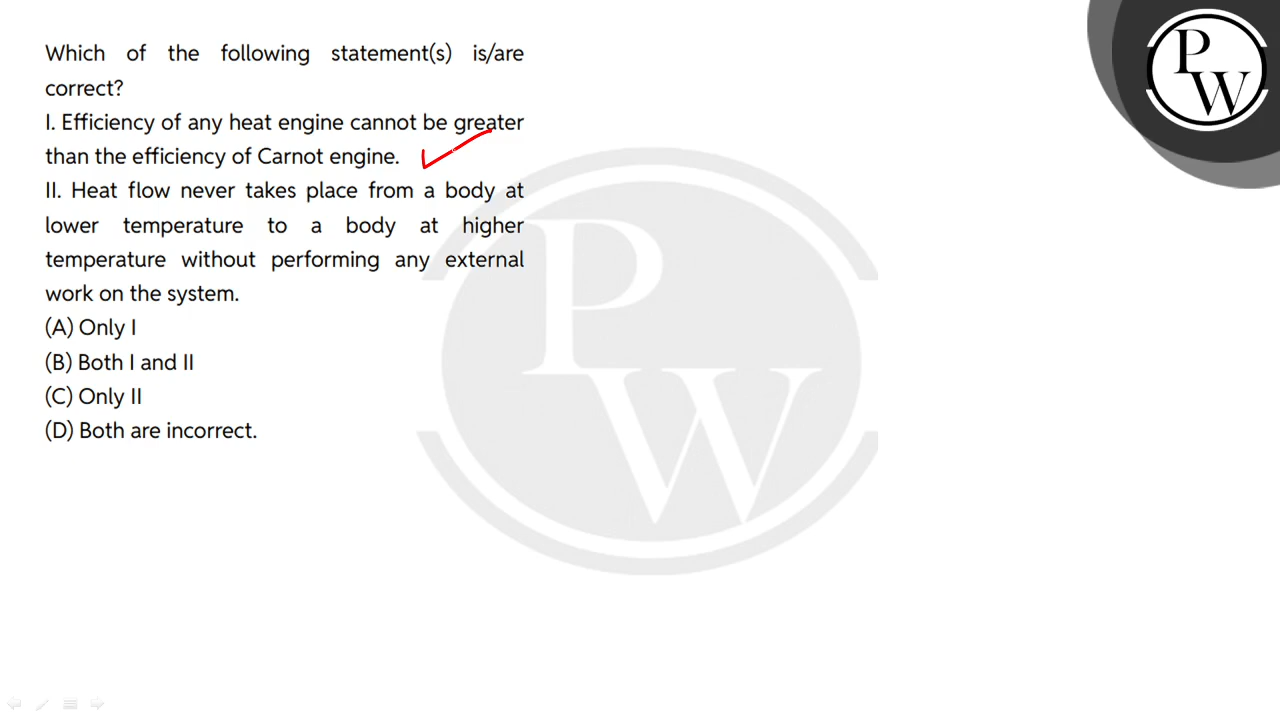 Which of the following statement(s) is/are
correct?
I. Efficiency of any heat engine cannot be greater
than the efficiency of Carnot engine.
II. Heat flow never takes place from a body at
lower temperature to a body at higher
temperature without performing any external
work on the system.
(A) Only I
(B) Both I and II
(C) Only II
(D) Both are incorrect.
P
W
P
W